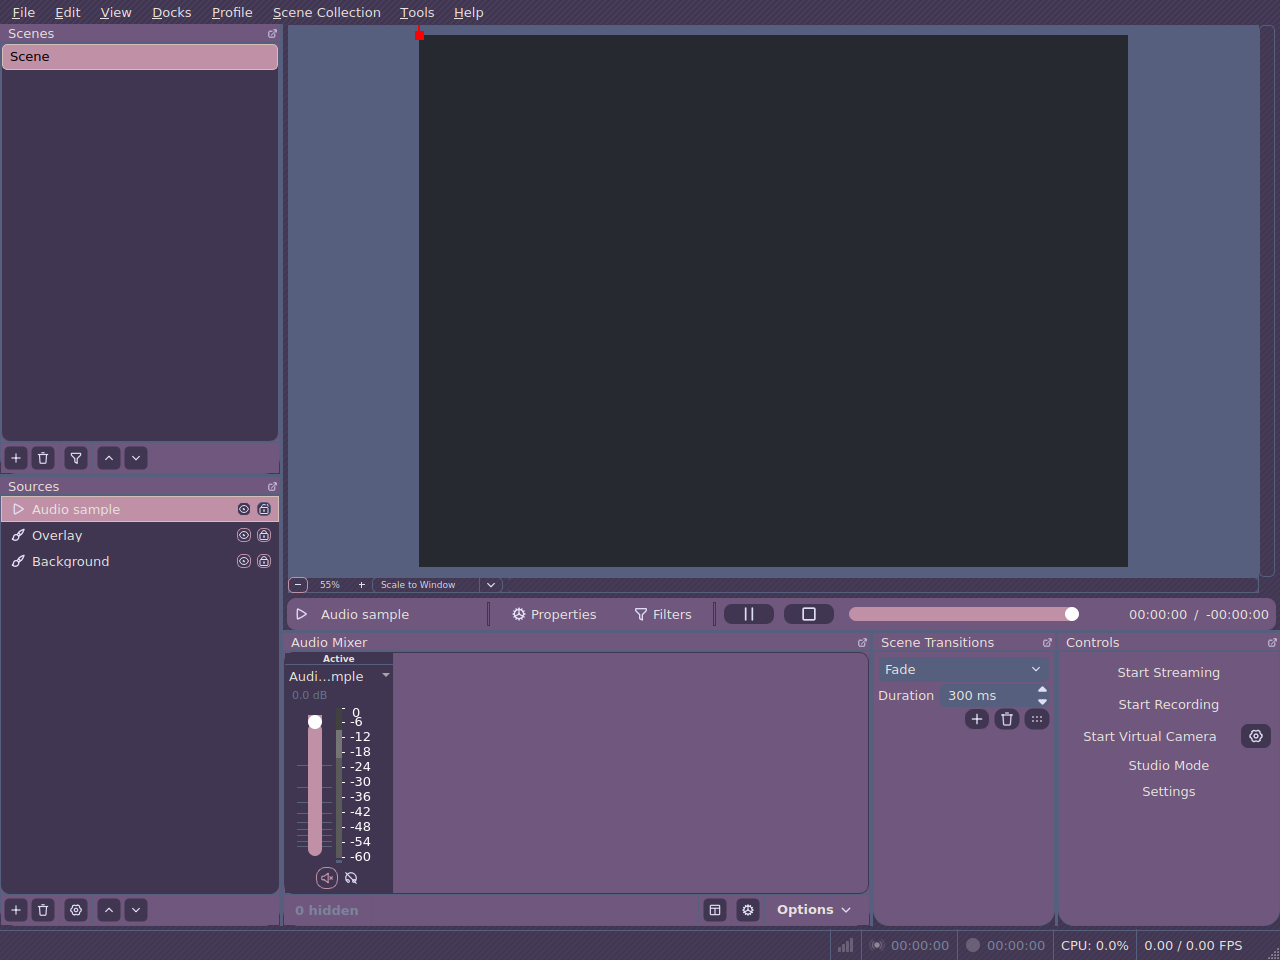 File Edit View Docks Profile Scene Collection Tools Help
Scenes
Scene
Sources
Audio sample
Overlay
Background
55% Scale to Window
Audio sample Properties Filters 00:00:00 / -00:00:00
Audio Mixer
Active
Audi...mple
0.0 dB
0
-6
-12
-18
-24
-30
-36
-42
-48
-54
-60
0 hidden Options
Scene Transitions
Fade
Duration 300 ms
Controls
Start Streaming
Start Recording
Start Virtual Camera
Studio Mode
Settings
00:00:00 00:00:00 CPU: 0.0% 0.00 / 0.00 FPS